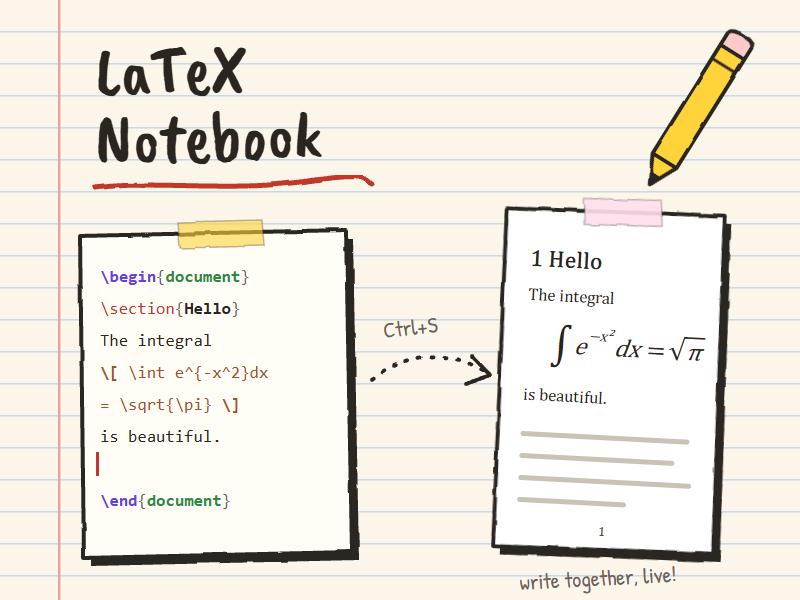 LaTeX
Notebook
\begin{document}
\section{Hello}
The integral
\[ \int e^{-x^2}dx
= \sqrt{\pi} \]
is beautiful.
\end{document}
Ctrl+S
1 Hello
The integral
∫ e^{-x^2} dx = √π
is beautiful.
1
write together, live!